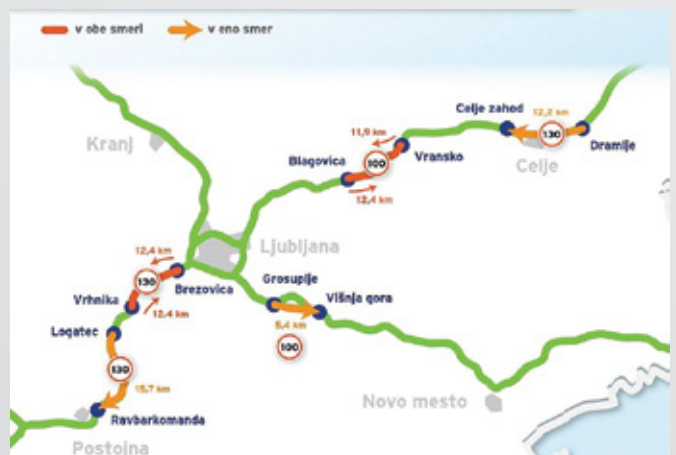 v obe smeri
v eno smer
Celje zahod
12,2 km
130
Dramlje
Celje
11,9 km
Vransko
100
Blagovica
12,4 km
Kranj
Ljubljana
12,4 km
130
Brezovica
Vrhnika
12,4 km
Grosuplje
Višnja gora
5,4 km
100
Logatec
130
15,7 km
Ravbarkomanda
Postojna
Novo mesto